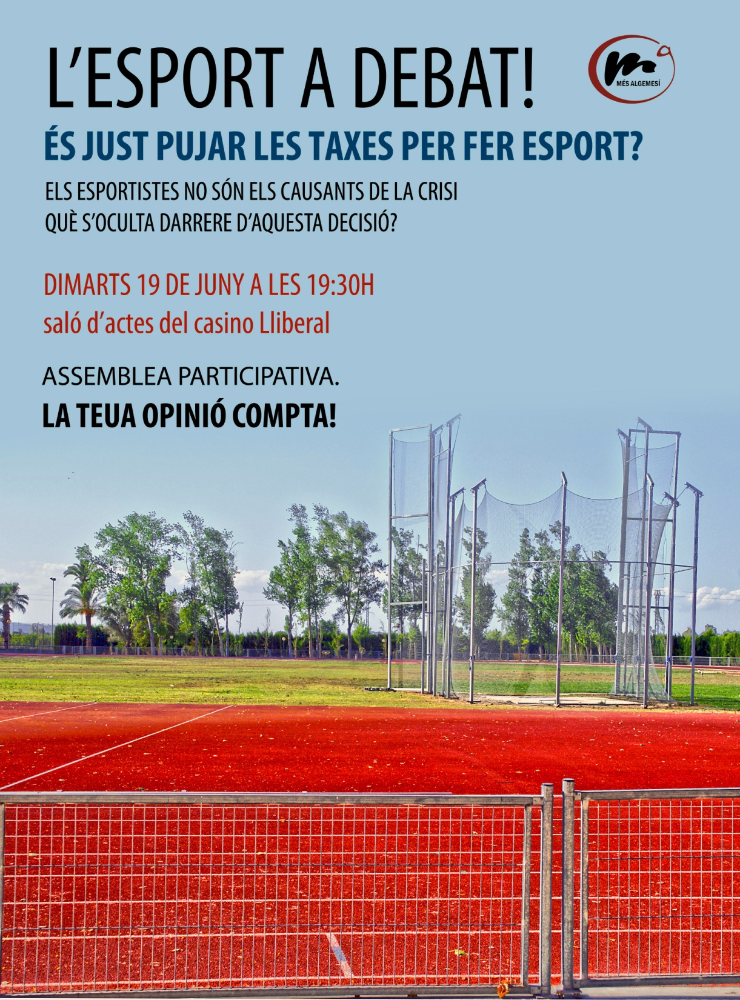 L'ESPORT A DEBAT!
MÉS ALGEMESÍ
ÉS JUST PUJAR LES TAXES PER FER ESPORT?
ELS ESPORTISTES NO SÓN ELS CAUSANTS DE LA CRISI
QUÈ S'OCULTA DARRERE D'AQUESTA DECISIÓ?
DIMARTS 19 DE JUNY A LES 19:30H
saló d'actes del casino Lliberal
ASSEMBLEA PARTICIPATIVA.
LA TEUA OPINIÓ COMPTA!